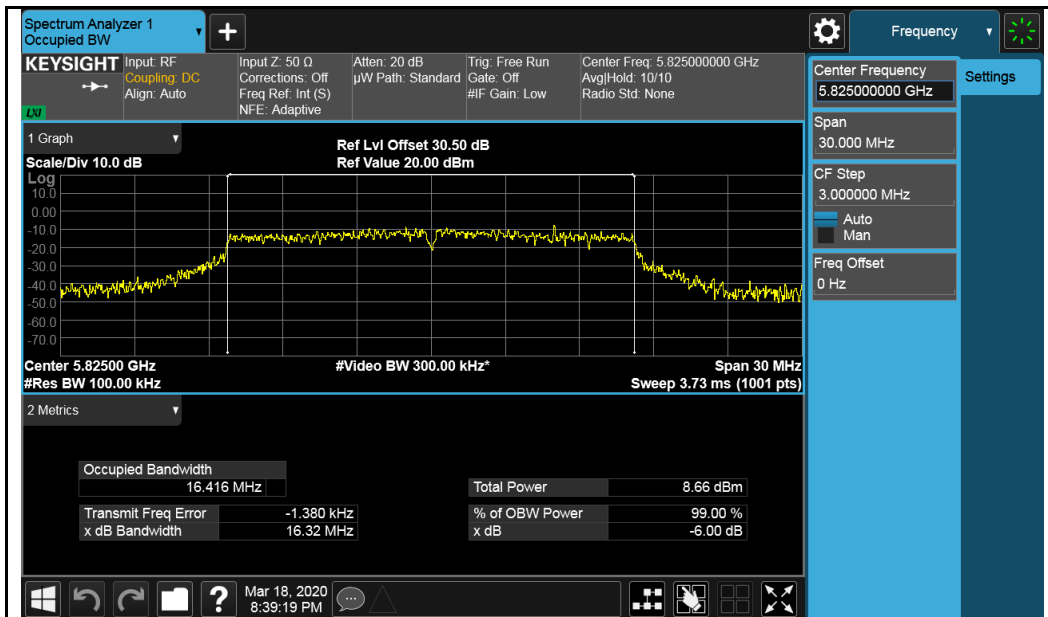 Spectrum Analyzer 1
Occupied BW
+
Frequency
KEYSIGHT
Input: RF
Coupling: DC
Align: Auto
Input Z: 50 Ω
Corrections: Off
Freq Ref: Int (S)
NFE: Adaptive
Atten: 20 dB
µW Path: Standard
Trig: Free Run
Gate: Off
#IF Gain: Low
Center Freq: 5.825000000 GHz
Avg|Hold: 10/10
Radio Std: None
LXI
Center Frequency
5.825000000 GHz
Settings
Span
30.000 MHz
CF Step
3.000000 MHz
Auto
Man
Freq Offset
0 Hz
1 Graph
Scale/Div 10.0 dB
Ref Lvl Offset 30.50 dB
Ref Value 20.00 dBm
Log
10.0
0.00
-10.0
-20.0
-30.0
-40.0
-50.0
-60.0
-70.0
Center 5.82500 GHz
#Video BW 300.00 kHz*
Span 30 MHz
#Res BW 100.00 kHz
Sweep 3.73 ms (1001 pts)
2 Metrics
Occupied Bandwidth
16.416 MHz
Total Power 8.66 dBm
Transmit Freq Error -1.380 kHz
% of OBW Power 99.00 %
x dB Bandwidth 16.32 MHz
x dB -6.00 dB
?
Mar 18, 2020
8:39:19 PM